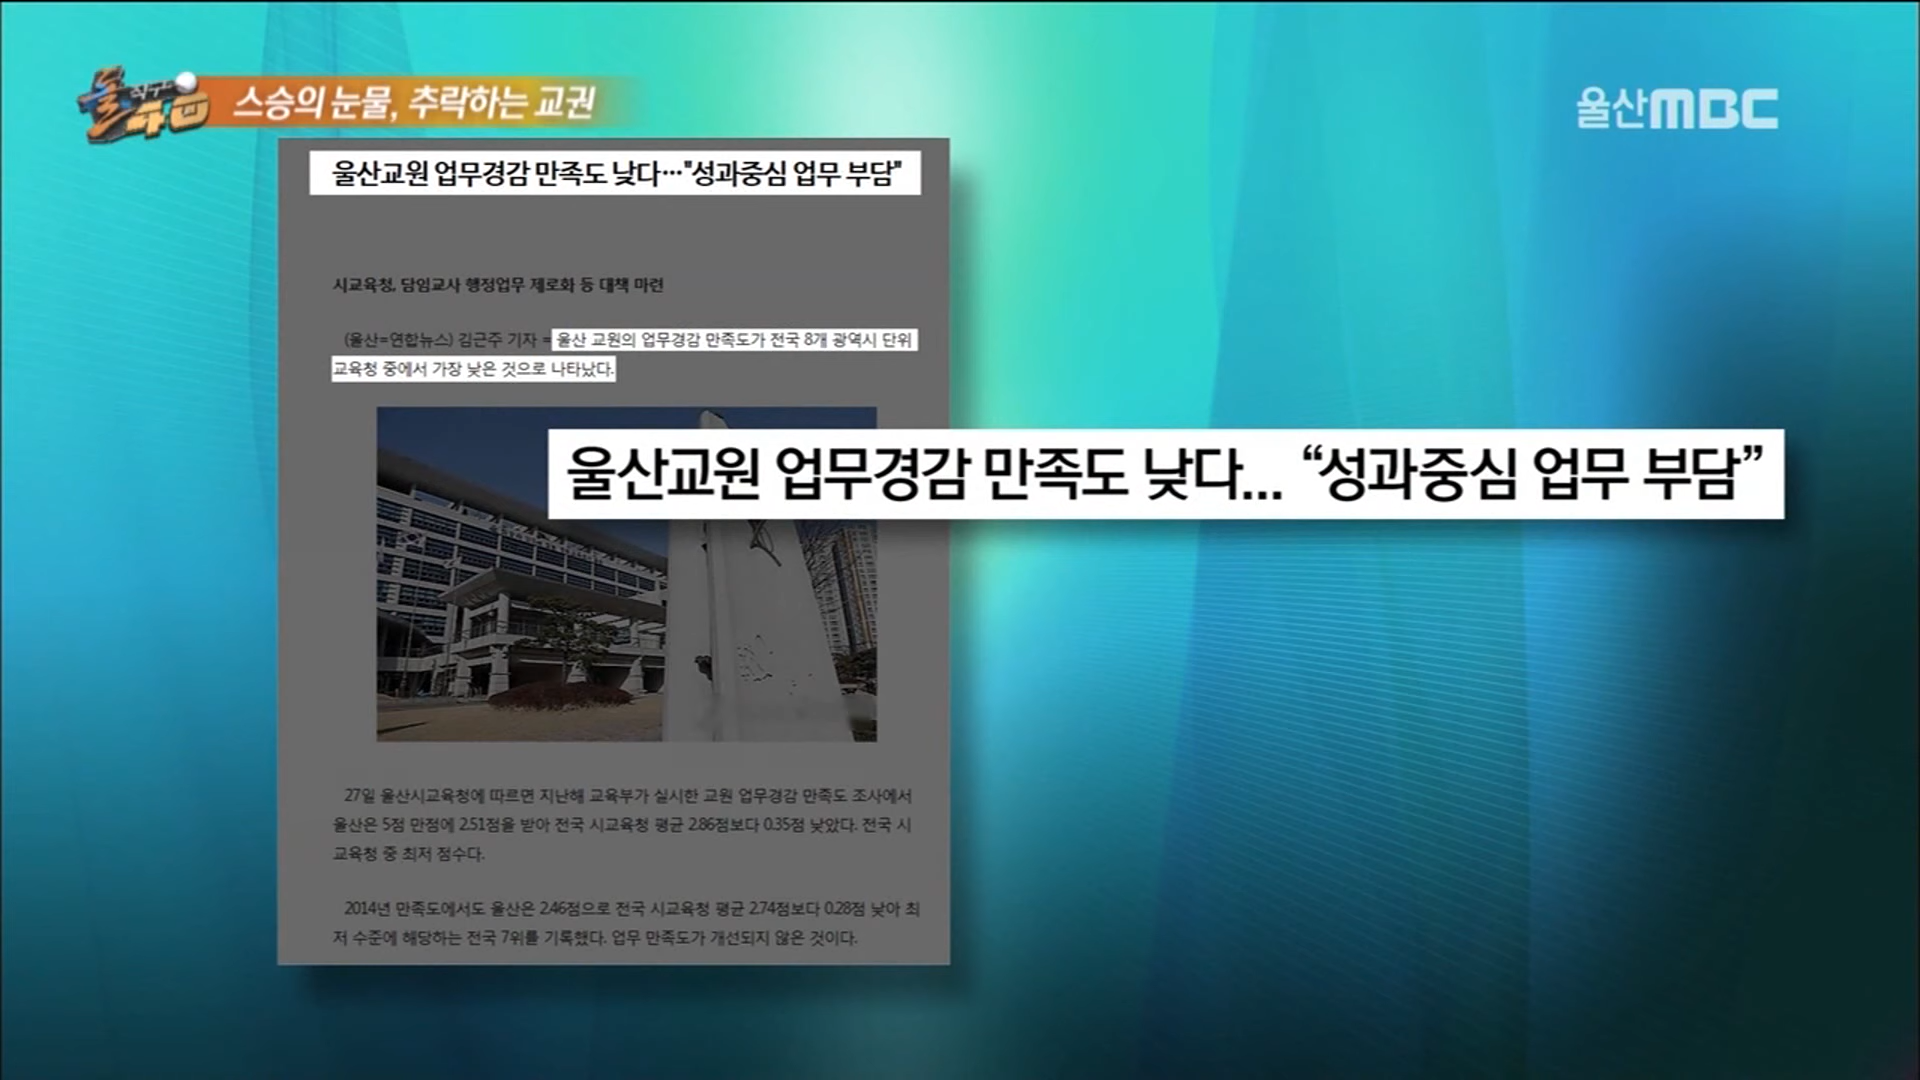 돌직구
스승의 눈물, 추락하는 교권
울산MBC
울산교원 업무경감 만족도 낮다…"성과중심 업무 부담"
시교육청, 담임교사 행정업무 제로화 등 대책 마련
(울산=연합뉴스) 김근주 기자 = 울산 교원의 업무경감 만족도가 전국 8개 광역시 단위
교육청 중에서 가장 낮은 것으로 나타났다.
울산교원 업무경감 만족도 낮다... “성과중심 업무 부담”
27일 울산시교육청에 따르면 지난해 교육부가 실시한 교원 업무경감 만족도 조사에서
울산은 5점 만점에 2.51점을 받아 전국 시교육청 평균 2.86점보다 0.35점 낮았다. 전국 시
교육청 중 최저 점수다.
2014년 만족도에서도 울산은 2.46점으로 전국 시교육청 평균 2.74점보다 0.28점 낮아 최
저 수준에 해당하는 전국 7위를 기록했다. 업무 만족도가 개선되지 않은 것이다.